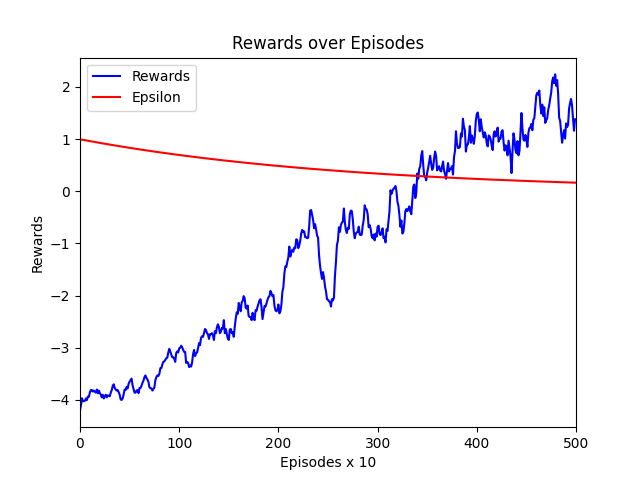 Rewards over Episodes
Rewards
Epsilon
2
1
0
−1
−2
−3
−4
Rewards
0 100 200 300 400 500
Episodes x 10